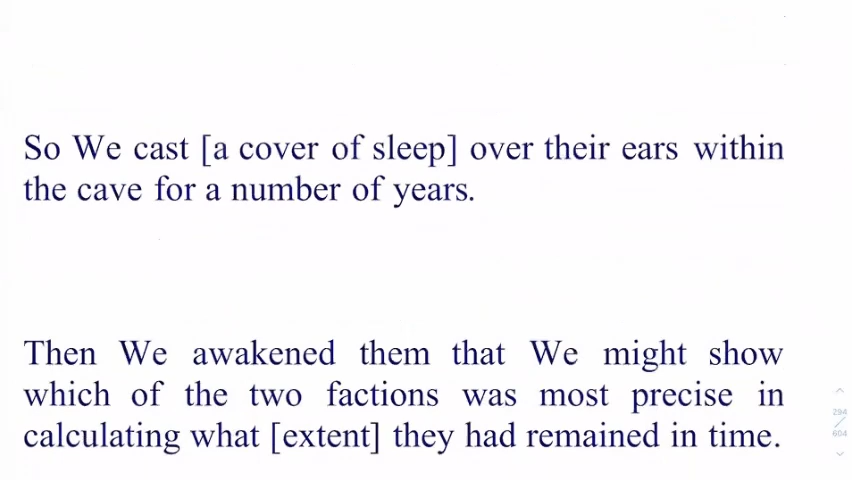 So We cast [a cover of sleep] over their ears within
the cave for a number of years.
Then We awakened them that We might show
which of the two factions was most precise in
calculating what [extent] they had remained in time.
294
/
604